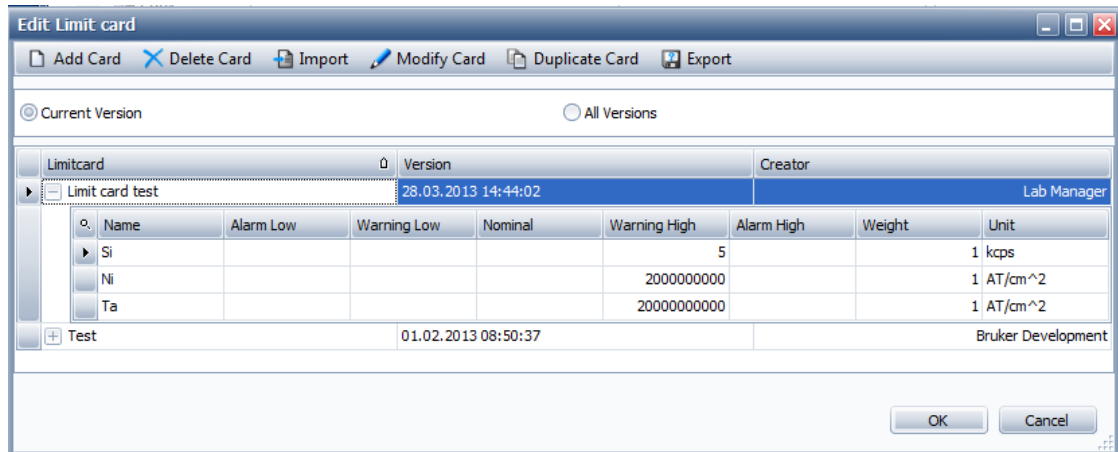 Edit Limit card
Add Card Delete Card Import Modify Card Duplicate Card Export
Current Version All Versions
Limitcard Version Creator
Limit card test 28.03.2013 14:44:02 Lab Manager
Name Alarm Low Warning Low Nominal Warning High Alarm High Weight Unit
Si 5 1 kcps
Ni 2000000000 1 AT/cm^2
Ta 20000000000 1 AT/cm^2
Test 01.02.2013 08:50:37 Bruker Development
OK Cancel